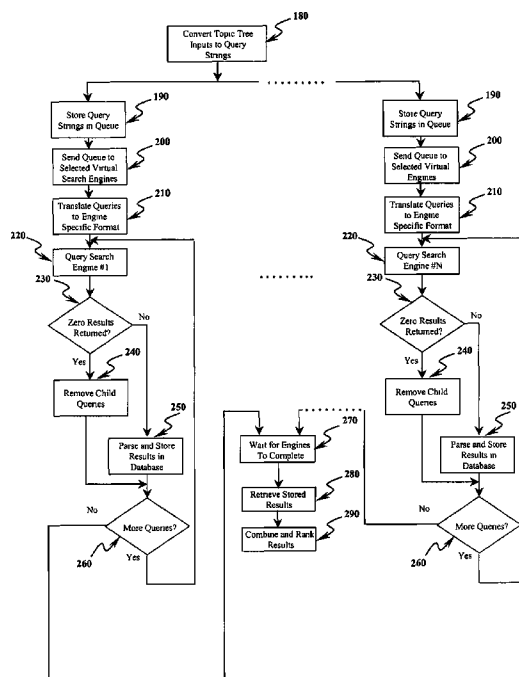 180
Convert Topic Tree
Inputs to Query
Strings
190
Store Query
Strings in Queue
200
Send Queue to
Selected Virtual
Search Engines
210
Translate Queries
to Engine
Specific Format
220
Query Search
Engine #1
230
Zero Results
Returned?
No
Yes
240
Remove Child
Queries
250
Parse and Store
Results in
Database
No
More Queries?
260
Yes
270
Wait for Engines
To Complete
280
Retrieve Stored
Results
290
Combine and Rank
Results
190
Store Query
Strings in Queue
200
Send Queue to
Selected Virtual
Engines
210
Translate Queries
to Engine
Specific Format
220
Query Search
Engine #N
230
Zero Results
Returned?
No
Yes
240
Remove Child
Queries
250
Parse and Store
Results in
Database
No
More Queries?
260
Yes